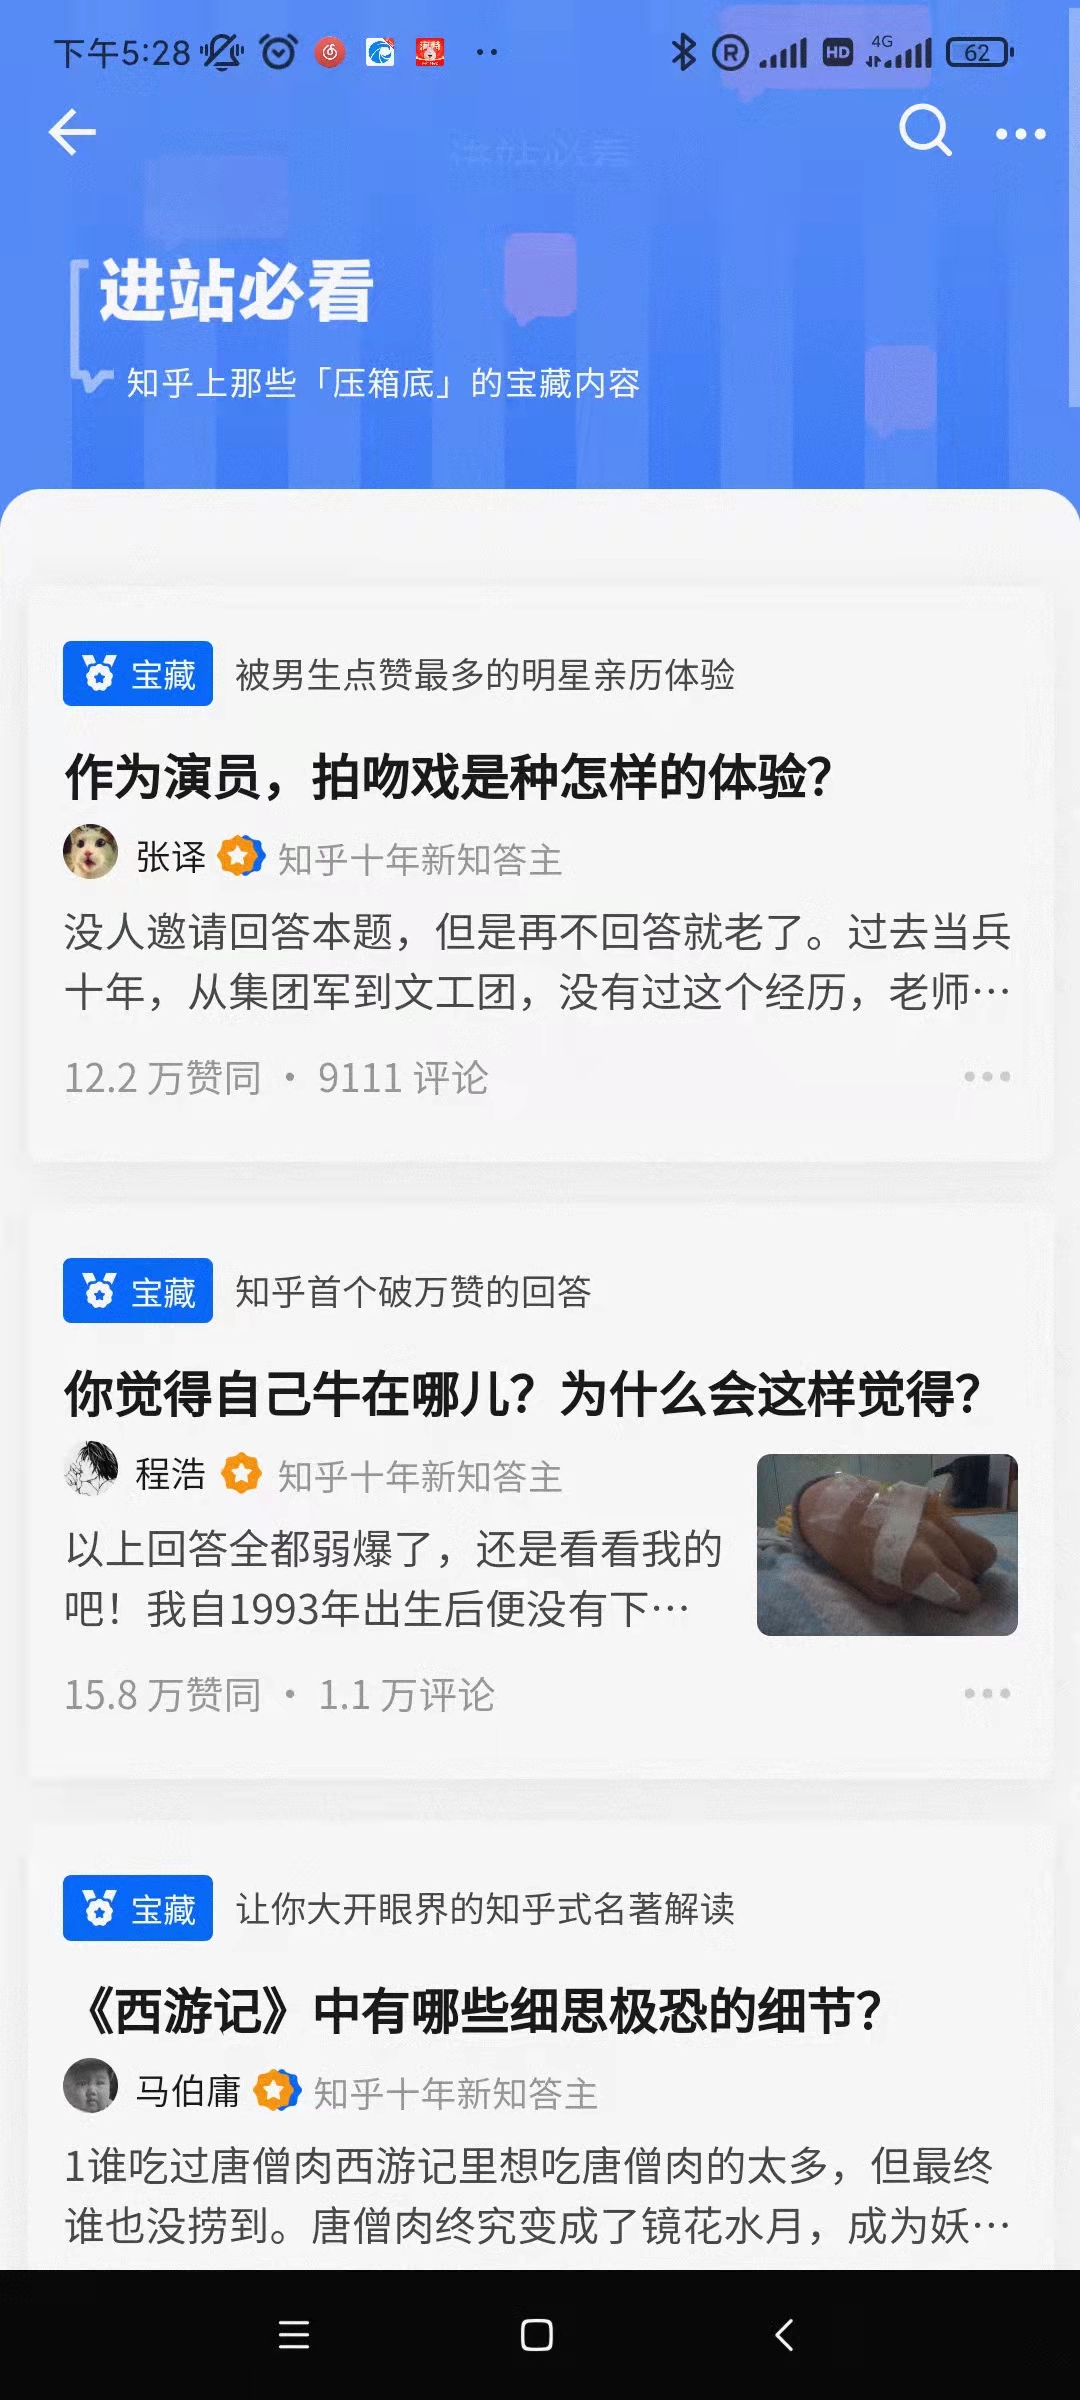 下午5:28
R
HD
4G
62
进站必看
进站必看
知乎上那些「压箱底」的宝藏内容
宝藏 被男生点赞最多的明星亲历体验
作为演员，拍吻戏是种怎样的体验？
张译 知乎十年新知答主
没人邀请回答本题，但是再不回答就老了。过去当兵
十年，从集团军到文工团，没有过这个经历，老师…
12.2 万赞同 · 9111 评论
宝藏 知乎首个破万赞的回答
你觉得自己牛在哪儿？为什么会这样觉得？
程浩 知乎十年新知答主
以上回答全都弱爆了，还是看看我的
吧！我自1993年出生后便没有下…
15.8 万赞同 · 1.1 万评论
宝藏 让你大开眼界的知乎式名著解读
《西游记》中有哪些细思极恐的细节？
马伯庸 知乎十年新知答主
1谁吃过唐僧肉西游记里想吃唐僧肉的太多，但最终
谁也没捞到。唐僧肉终究变成了镜花水月，成为妖…